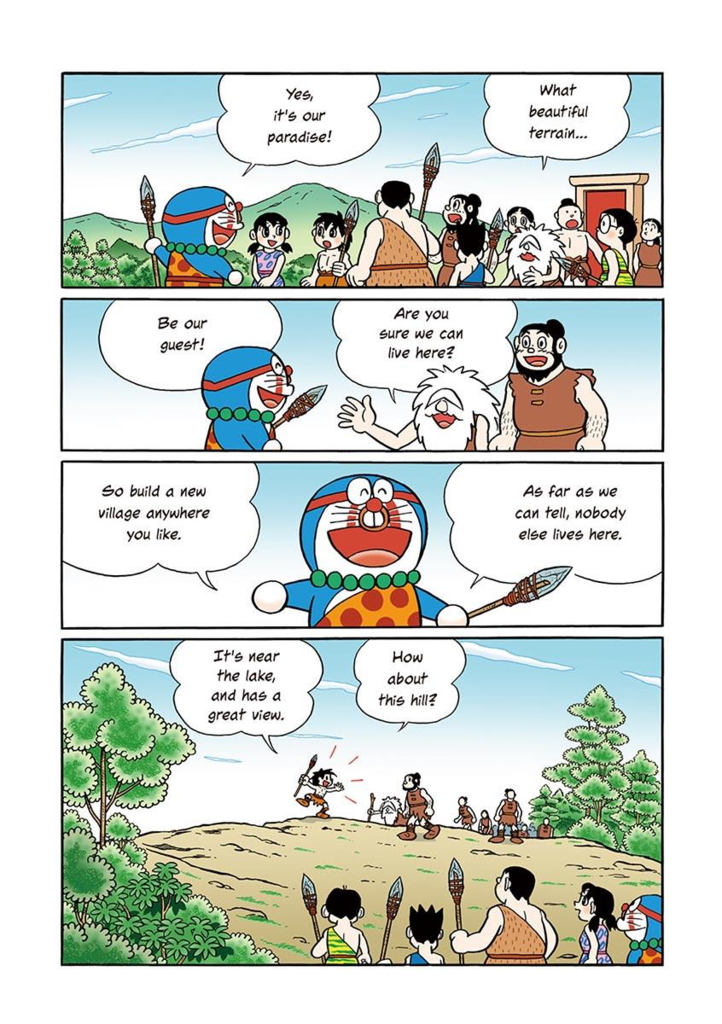 What
beautiful
terrain...
Yes,
it's our
paradise!
Are you
sure we can
live here?
Be our
guest!
As far as we
can tell, nobody
else lives here.
So build a new
village anywhere
you like.
How
about
this hill?
It's near
the lake,
and has a
great view.